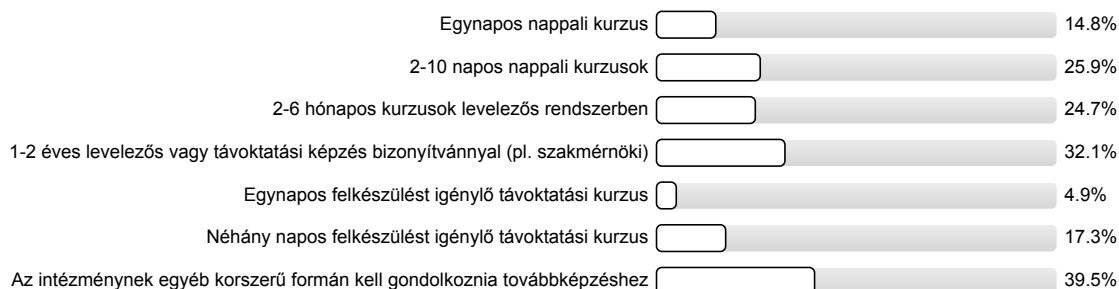 Egynapos nappali kurzus 14.8%
2-10 napos nappali kurzusok 25.9%
2-6 hónapos kurzusok levelezős rendszerben 24.7%
1-2 éves levelezős vagy távoktatási képzés bizonyítvánnyal (pl. szakmérnöki) 32.1%
Egynapos felkészülést igénylő távoktatási kurzus 4.9%
Néhány napos felkészülést igénylő távoktatási kurzus 17.3%
Az intézménynek egyéb korszerű formán kell gondolkoznia továbbképzéshez 39.5%